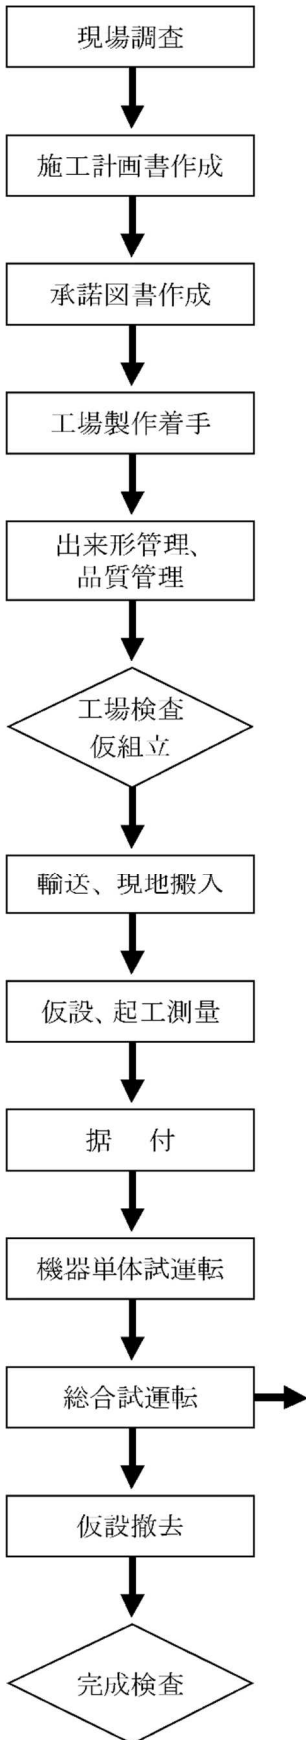 現場調査
施工計画書作成
承諾図書作成
工場製作着手
出来形管理、
品質管理
工場検査
仮組立
輸送、現地搬入
仮設、起工測量
据　付
機器単体試運転
総合試運転
仮設撤去
完成検査